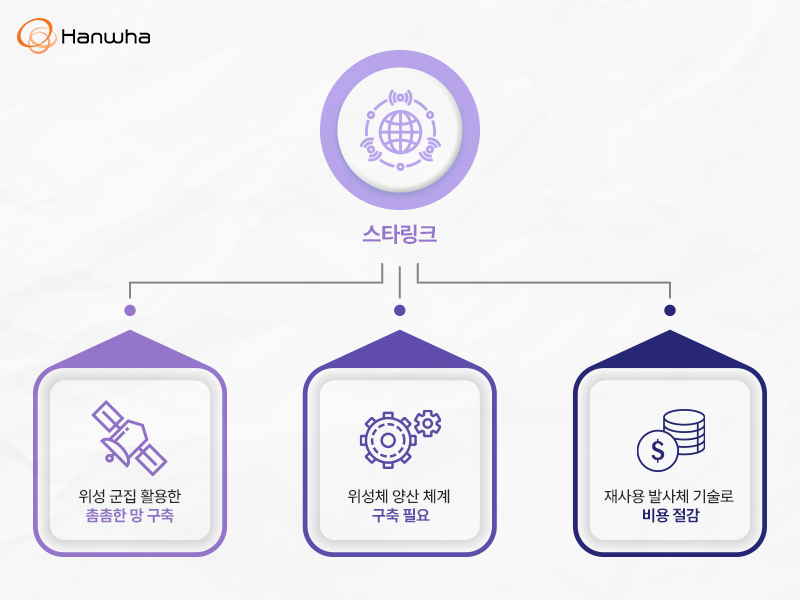 Hanwha
스타링크
위성 군집 활용한
촘촘한 망 구축
위성체 양산 체계
구축 필요
$
재사용 발사체 기술로
비용 절감